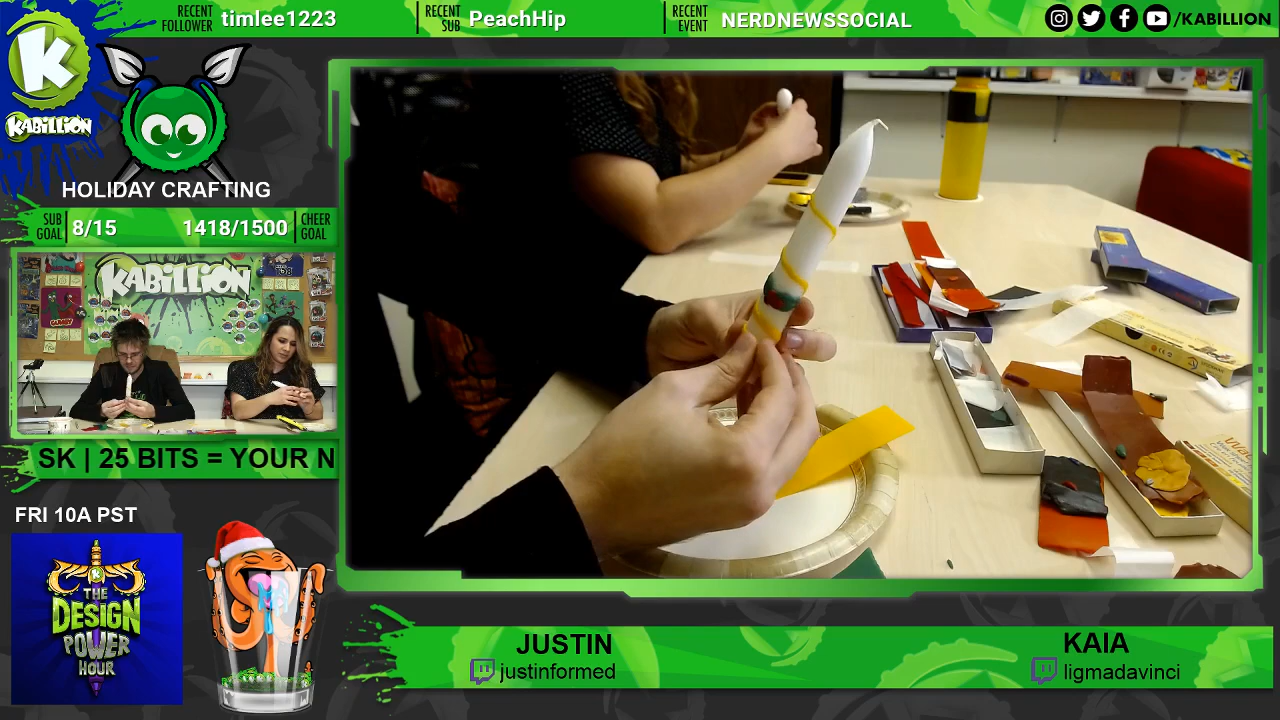 RECENT FOLLOWER timlee1223
RECENT SUB PeachHip
RECENT EVENT NERDNEWSSOCIAL
/KABILLION
K
KABILLION
HOLIDAY CRAFTING
SUB GOAL 8/15
1418/1500 CHEER GOAL
KABILLION
SK | 25 BITS = YOUR N
FRI 10A PST
K
THE
DESIGN
POWER
HOUR
JUSTIN
justinformed
KAIA
ligmadavinci